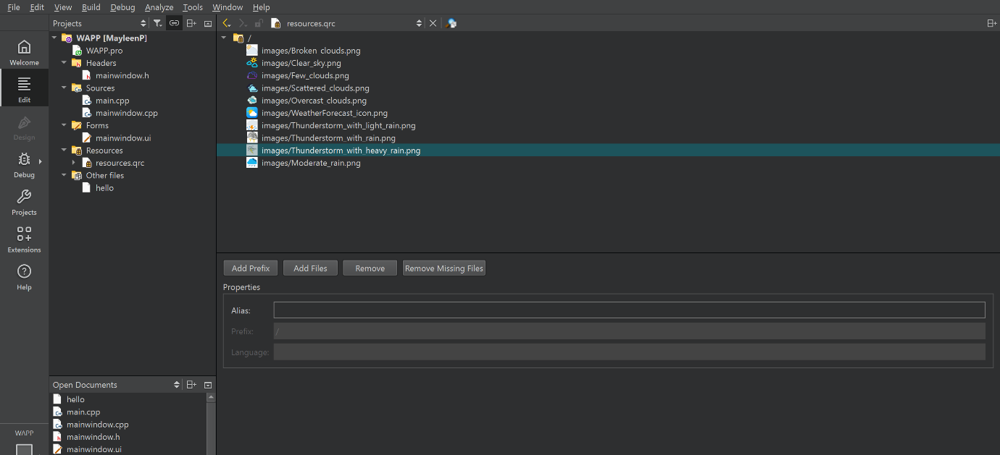 File Edit View Build Debug Analyze Tools Window Help
Projects
resources.qrc
Welcome
Edit
Design
Debug
Projects
Extensions
Help
WAPP
WAPP [MayleenP]
WAPP.pro
Headers
mainwindow.h
Sources
main.cpp
mainwindow.cpp
Forms
mainwindow.ui
Resources
resources.qrc
Other files
hello
Open Documents
hello
main.cpp
mainwindow.cpp
mainwindow.h
mainwindow.ui
/
images/Broken_clouds.png
images/Clear_sky.png
images/Few_clouds.png
images/Scattered_clouds.png
images/Overcast_clouds.png
images/WeatherForecast_icon.png
images/Thunderstorm_with_light_rain.png
images/Thunderstorm_with_rain.png
images/Thunderstorm_with_heavy_rain.png
images/Moderate_rain.png
Add Prefix Add Files Remove Remove Missing Files
Properties
Alias:
Prefix: /
Language: